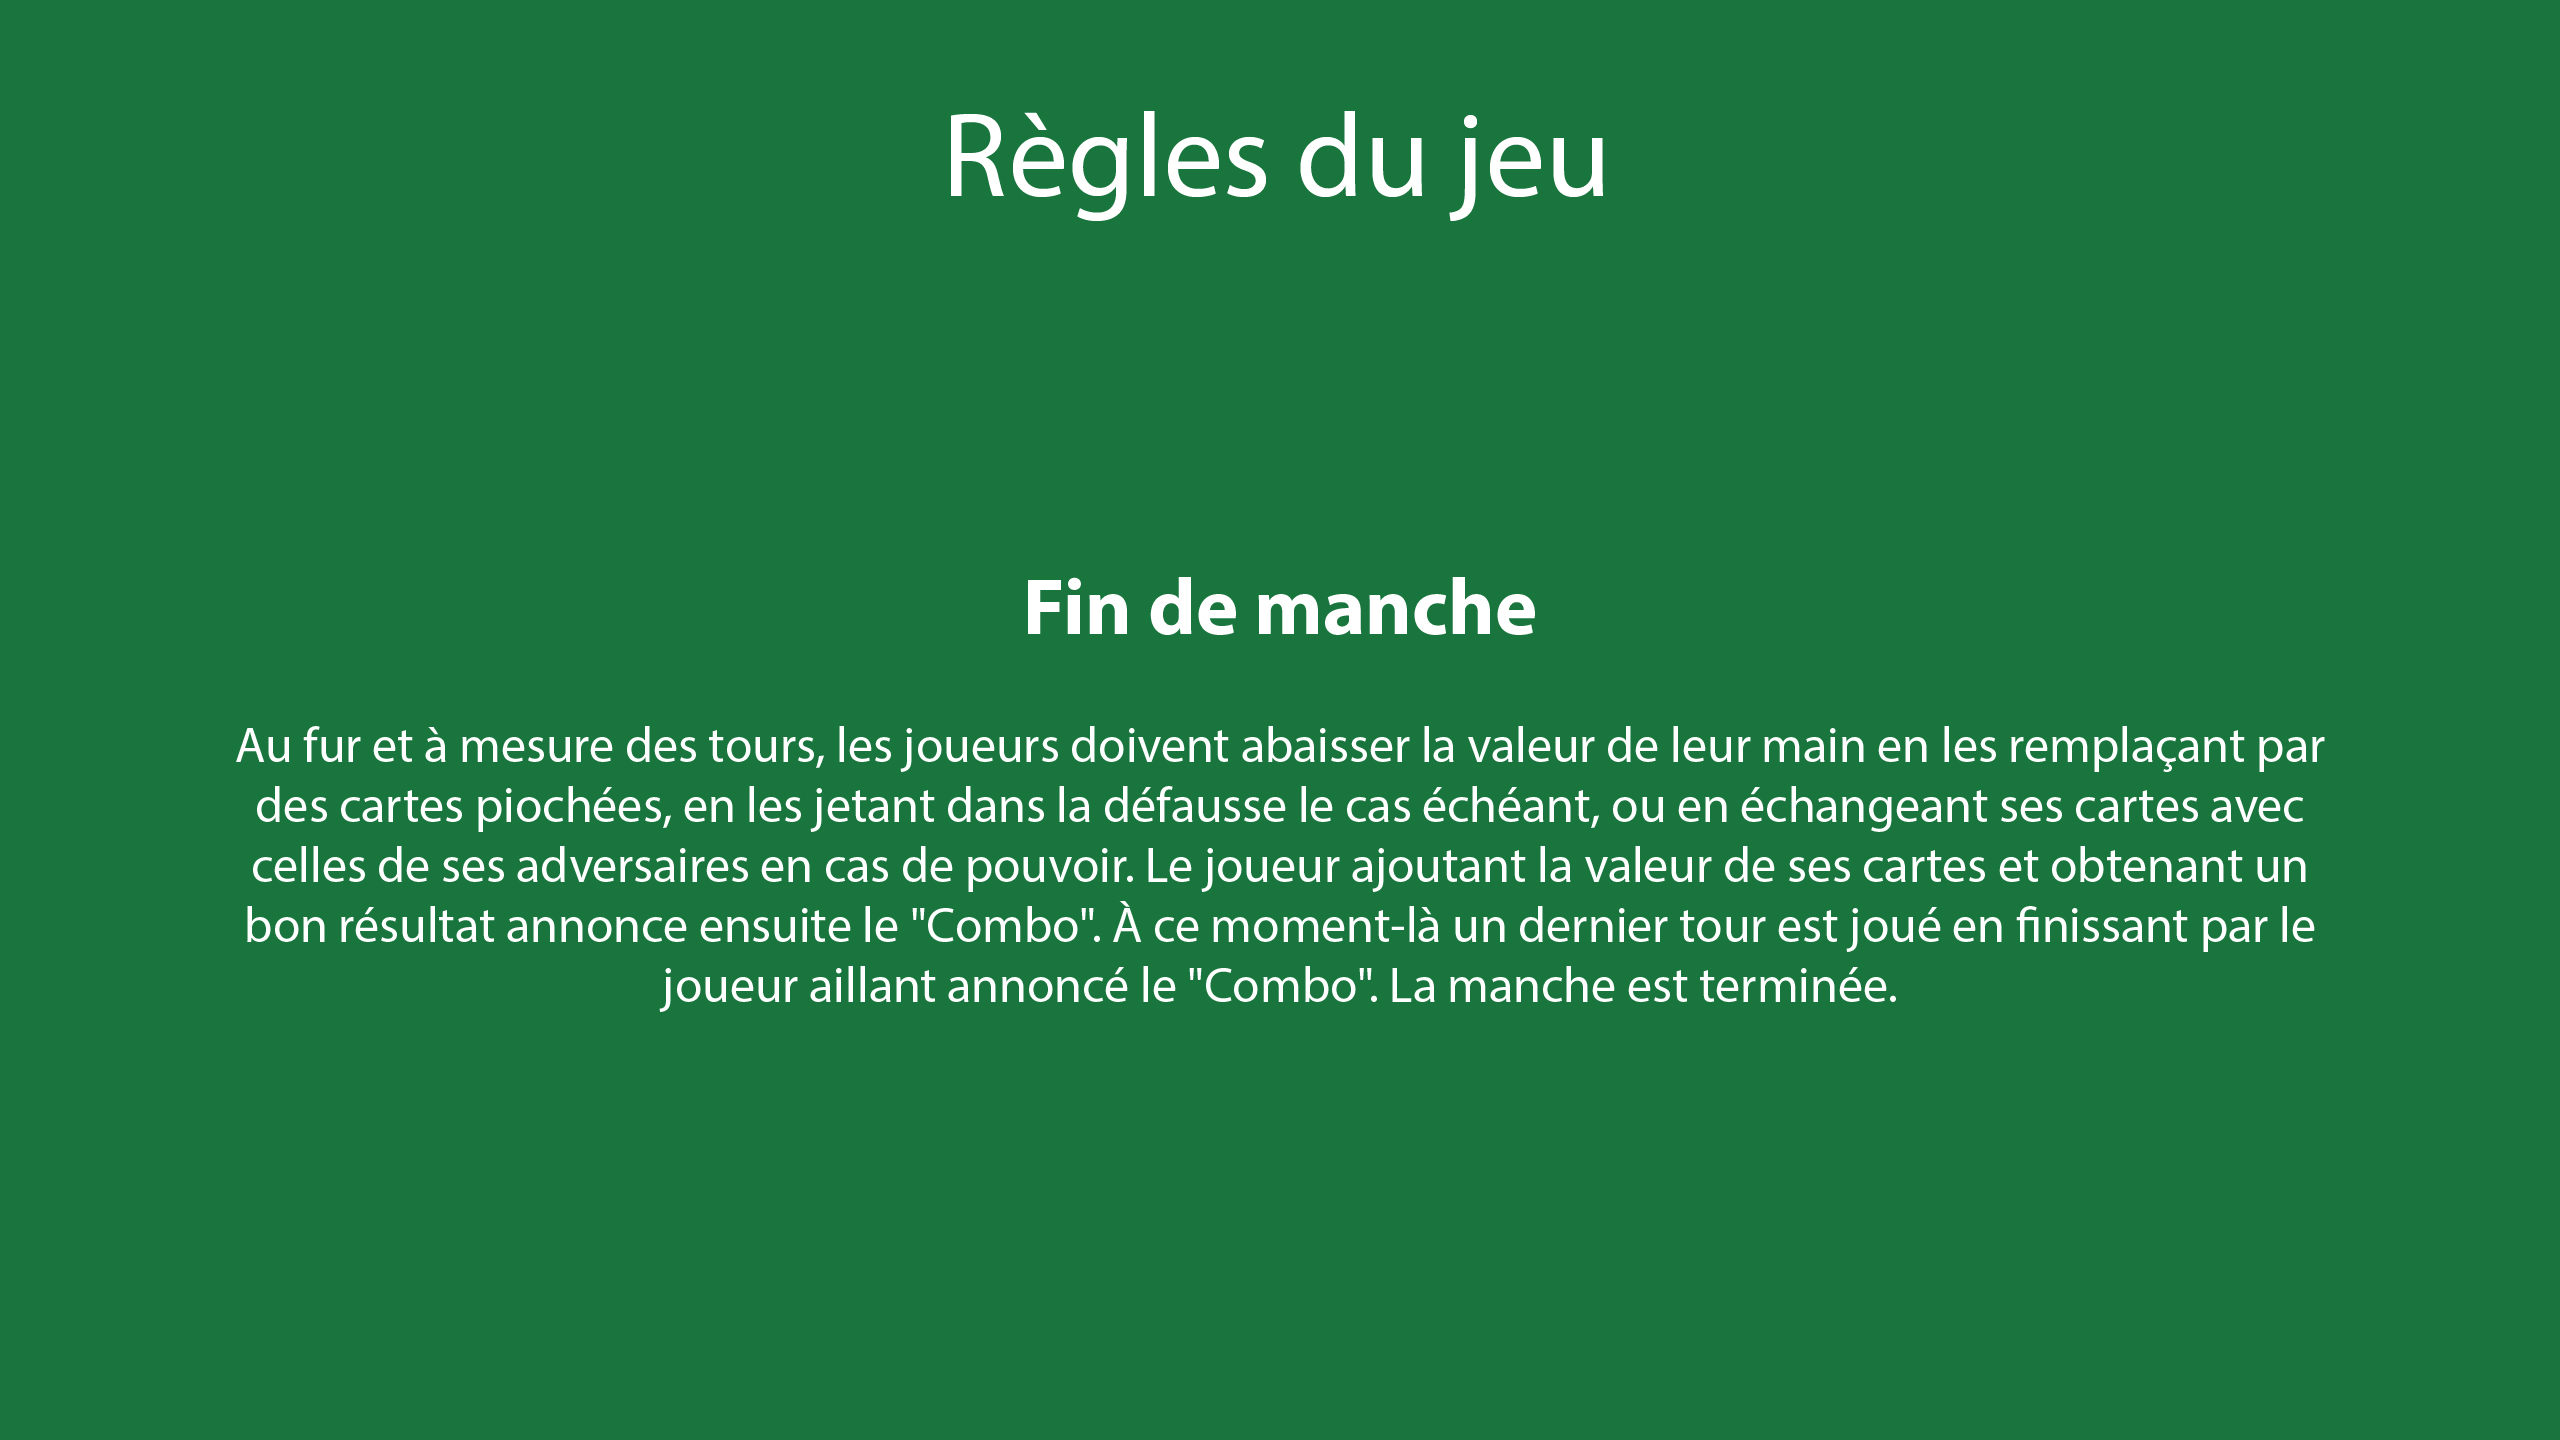 Règles du jeu
Fin de manche
Au fur et à mesure des tours, les joueurs doivent abaisser la valeur de leur main en les remplaçant par
des cartes piochées, en les jetant dans la défausse le cas échéant, ou en échangeant ses cartes avec
celles de ses adversaires en cas de pouvoir. Le joueur ajoutant la valeur de ses cartes et obtenant un
bon résultat annonce ensuite le "Combo". À ce moment-là un dernier tour est joué en finissant par le
joueur aillant annoncé le "Combo". La manche est terminée.